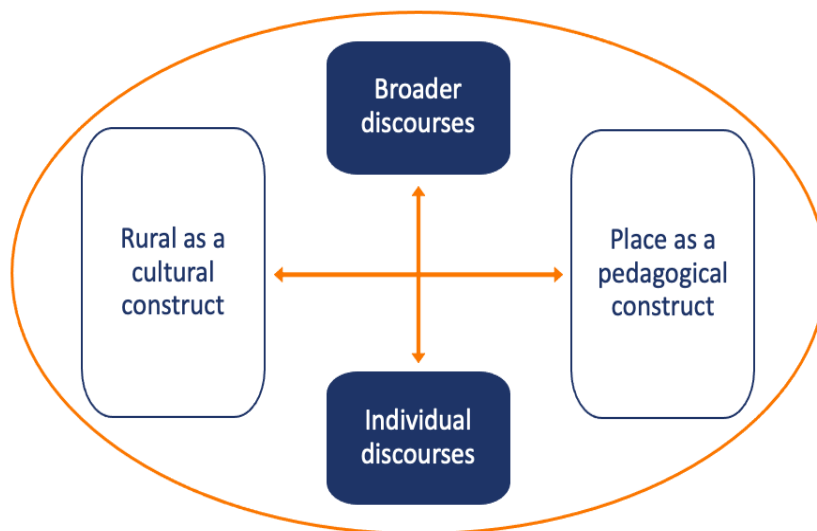 Broader
discourses
Rural as a
cultural
construct
Place as a
pedagogical
construct
Individual
discourses